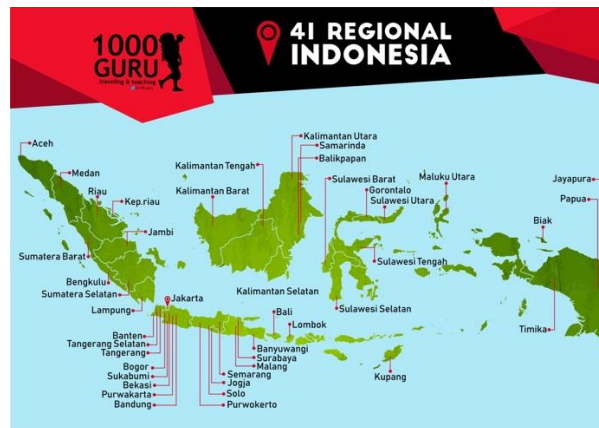 1000
GURU
traveling & teaching
41 REGIONAL
INDONESIA
Aceh
Medan
Riau
Kep.riau
Jambi
Sumatera Barat
Bengkulu
Sumatera Selatan
Lampung
Jakarta
Banten
Tangerang Selatan
Tangerang
Bogor
Sukabumi
Bekasi
Purwakarta
Bandung
Kalimantan Utara
Samarinda
Balikpapan
Kalimantan Tengah
Kalimantan Barat
Kalimantan Selatan
Bali
Lombok
Banyuwangi
Surabaya
Malang
Semarang
Jogja
Solo
Purwokerto
Sulawesi Barat
Gorontalo
Sulawesi Utara
Sulawesi Tengah
Sulawesi Selatan
Maluku Utara
Kupang
Jayapura
Papua
Biak
Timika